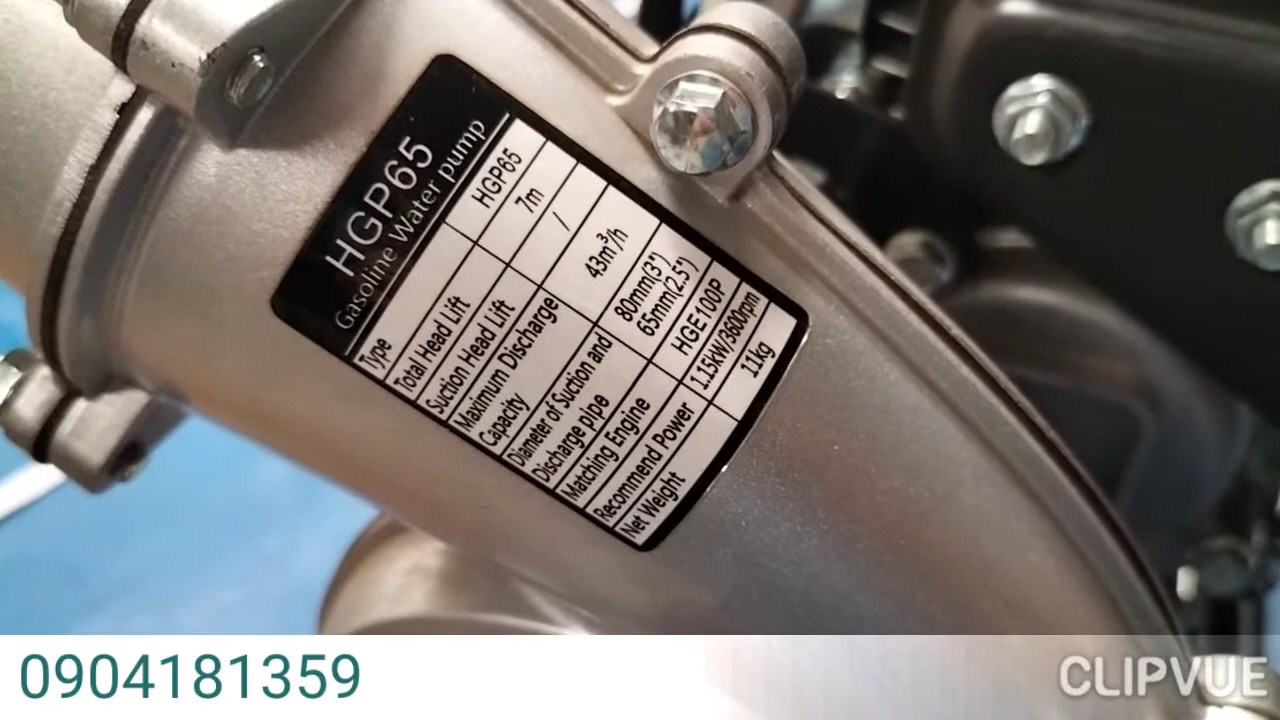 HGP65
Gasoline Water pump
Type HGP65
Total Head Lift 7m
Suction Head Lift /
Maximum Discharge
Capacity 43m³/h
Diameter of Suction and 80mm(3")
Discharge pipe 65mm(2.5")
Matching Engine HGE100P
Recommend Power 1.15kW/3600rpm
Net Weight 11kg
0904181359
CLIPVUE